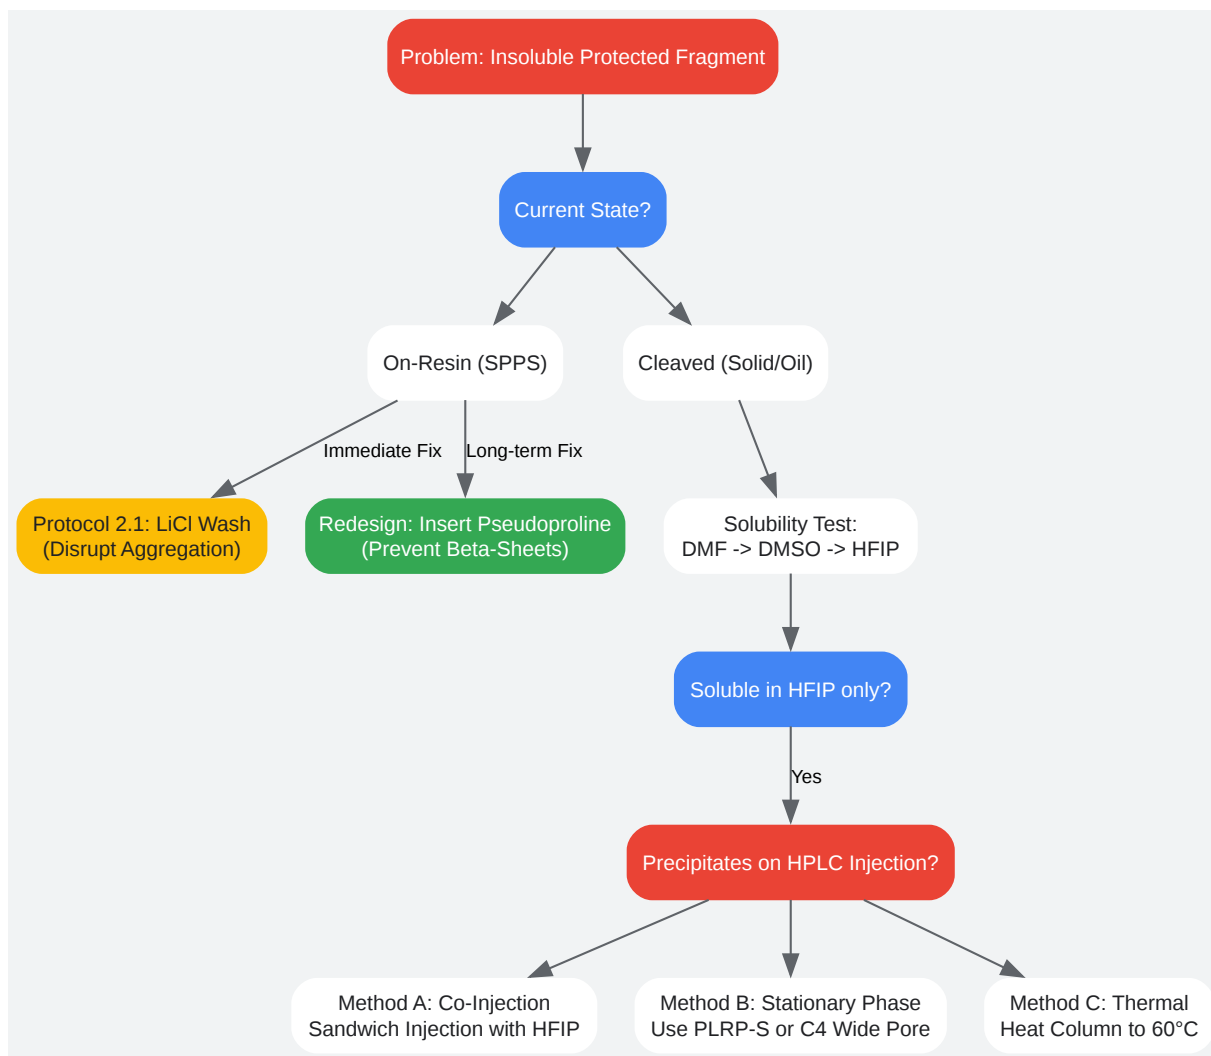 Problem: Insoluble Protected Fragment
Current State?
On-Resin (SPPS)
Cleaved (Solid/Oil)
Immediate Fix
Long-term Fix
Protocol 2.1: LiCl Wash
(Disrupt Aggregation)
Redesign: Insert Pseudoproline
(Prevent Beta-Sheets)
Solubility Test:
DMF -> DMSO -> HFIP
Soluble in HFIP only?
Yes
Precipitates on HPLC Injection?
Method A: Co-Injection
Sandwich Injection with HFIP
Method B: Stationary Phase
Use PLRP-S or C4 Wide Pore
Method C: Thermal
Heat Column to 60°C